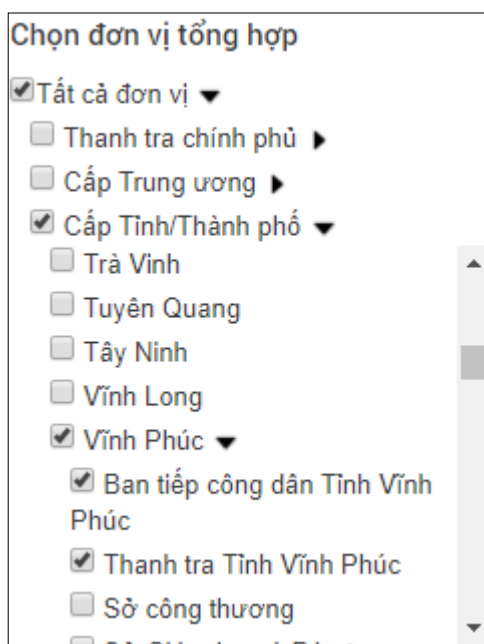 Chọn đơn vị tổng hợp
Tất cả đơn vị
Thanh tra chính phủ
Cấp Trung ương
Cấp Tỉnh/Thành phố
Trà Vinh
Tuyên Quang
Tây Ninh
Vĩnh Long
Vĩnh Phúc
Ban tiếp công dân Tỉnh Vĩnh
Phúc
Thanh tra Tỉnh Vĩnh Phúc
Sở công thương